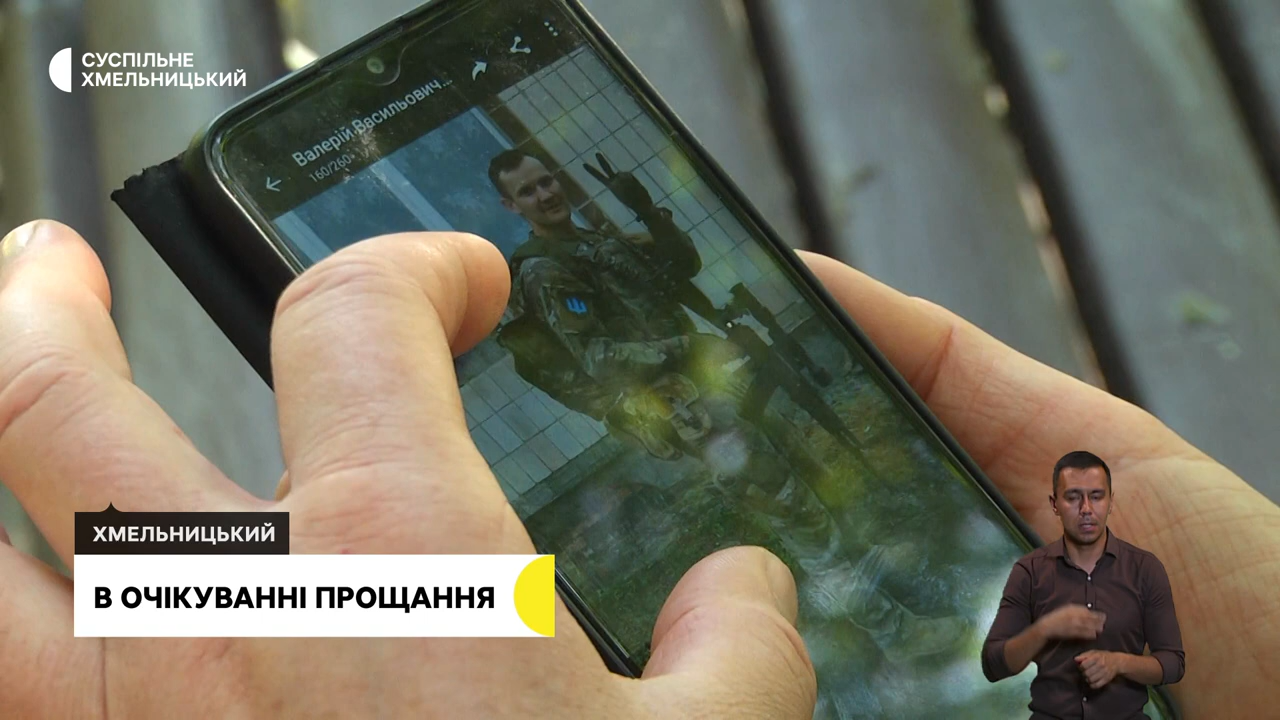 СУСПІЛЬНЕ
ХМЕЛЬНИЦЬКИЙ
Валерій Васильович...
160/260
ХМЕЛЬНИЦЬКИЙ
В ОЧІКУВАННІ ПРОЩАННЯ